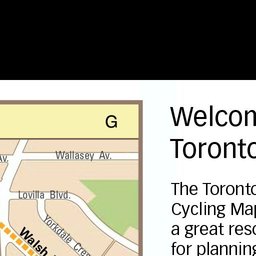 G
Wallasey Av.
Av.
Lovilla Blvd.
Yorkdale Cres
Walsh
Welcom
Toronto
The Toronto
Cycling Map
a great reso
for planning